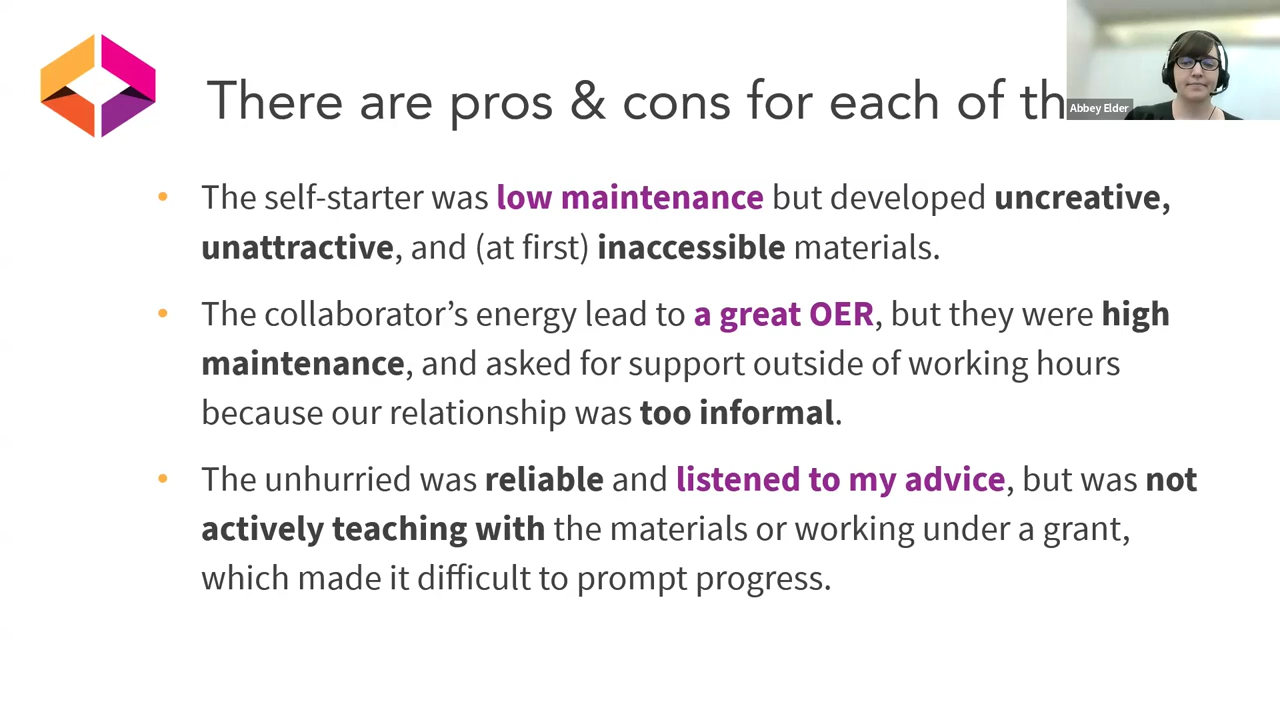 There are pros & cons for each of th
Abbey Elder
• The self-starter was low maintenance but developed uncreative,
unattractive, and (at first) inaccessible materials.
• The collaborator’s energy lead to a great OER, but they were high
maintenance, and asked for support outside of working hours
because our relationship was too informal.
• The unhurried was reliable and listened to my advice, but was not
actively teaching with the materials or working under a grant,
which made it difficult to prompt progress.